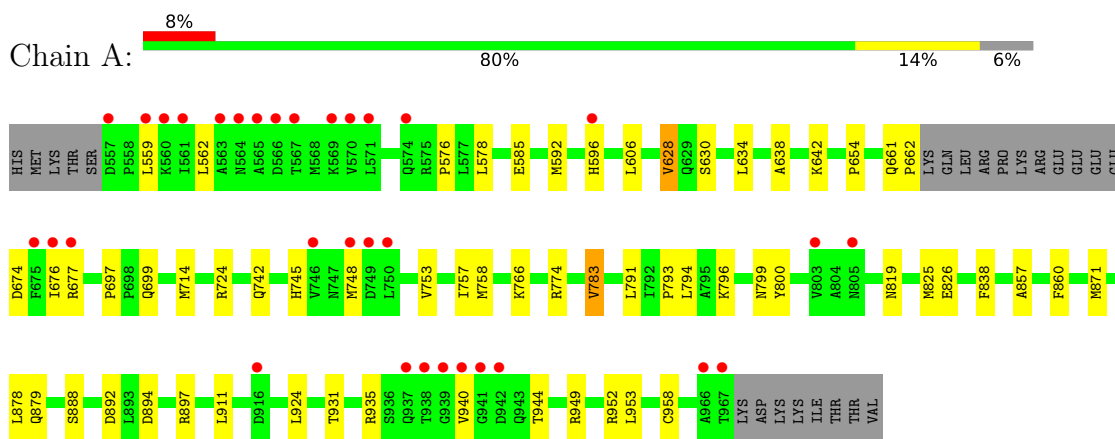 8%
Chain A:
80% 14% 6%
HIS MET LYS THR SER D557 P558 L559 K560 I561 L562 A563 N564 A565 D566 T567 M568 K569 V570 L571 Q574 R575 P576 L577 L578 E585 M592 H596 L606 V628 Q629 S630 L634 A638 K642 P654 Q661 P662 LYS GLN LEU ARG PRO LYS ARG GLU GLU GLU GLU
D674 F675 I676 R677 P697 P698 Q699 M714 R724 Q742 H745 V746 N747 M748 D749 L750 V753 I757 M758 K766 R774 V783 L791 I792 P793 L794 A795 K796 N799 Y800 V803 A804 N805 N819 M825 E826 F838 A857 F860 M871
L878 Q879 S888 D892 L893 D894 R897 L911 D916 L924 T931 R935 S936 Q937 T938 G939 V940 G941 D942 Q943 T944 R949 R952 L953 C958 A966 T967 LYS ASP LYS LYS ILE THR THR VAL